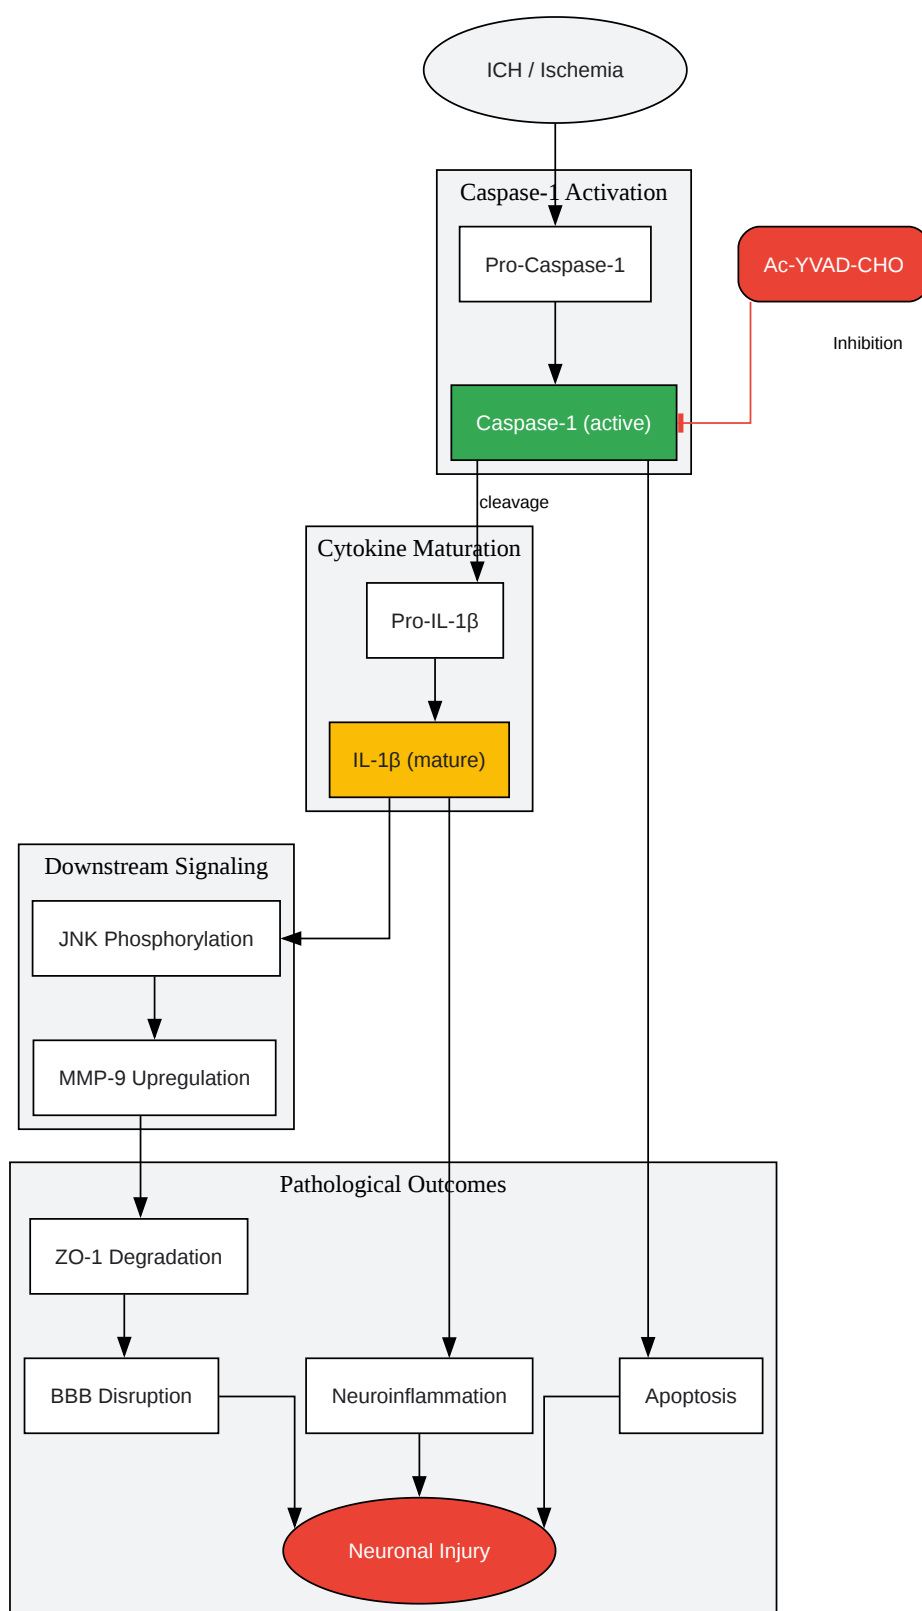 ICH / Ischemia
Caspase-1 Activation
Pro-Caspase-1
Ac-YVAD-CHO
Inhibition
Caspase-1 (active)
cleavage
Cytokine Maturation
Pro-IL-1β
IL-1β (mature)
Downstream Signaling
JNK Phosphorylation
MMP-9 Upregulation
Pathological Outcomes
ZO-1 Degradation
BBB Disruption
Neuroinflammation
Apoptosis
Neuronal Injury